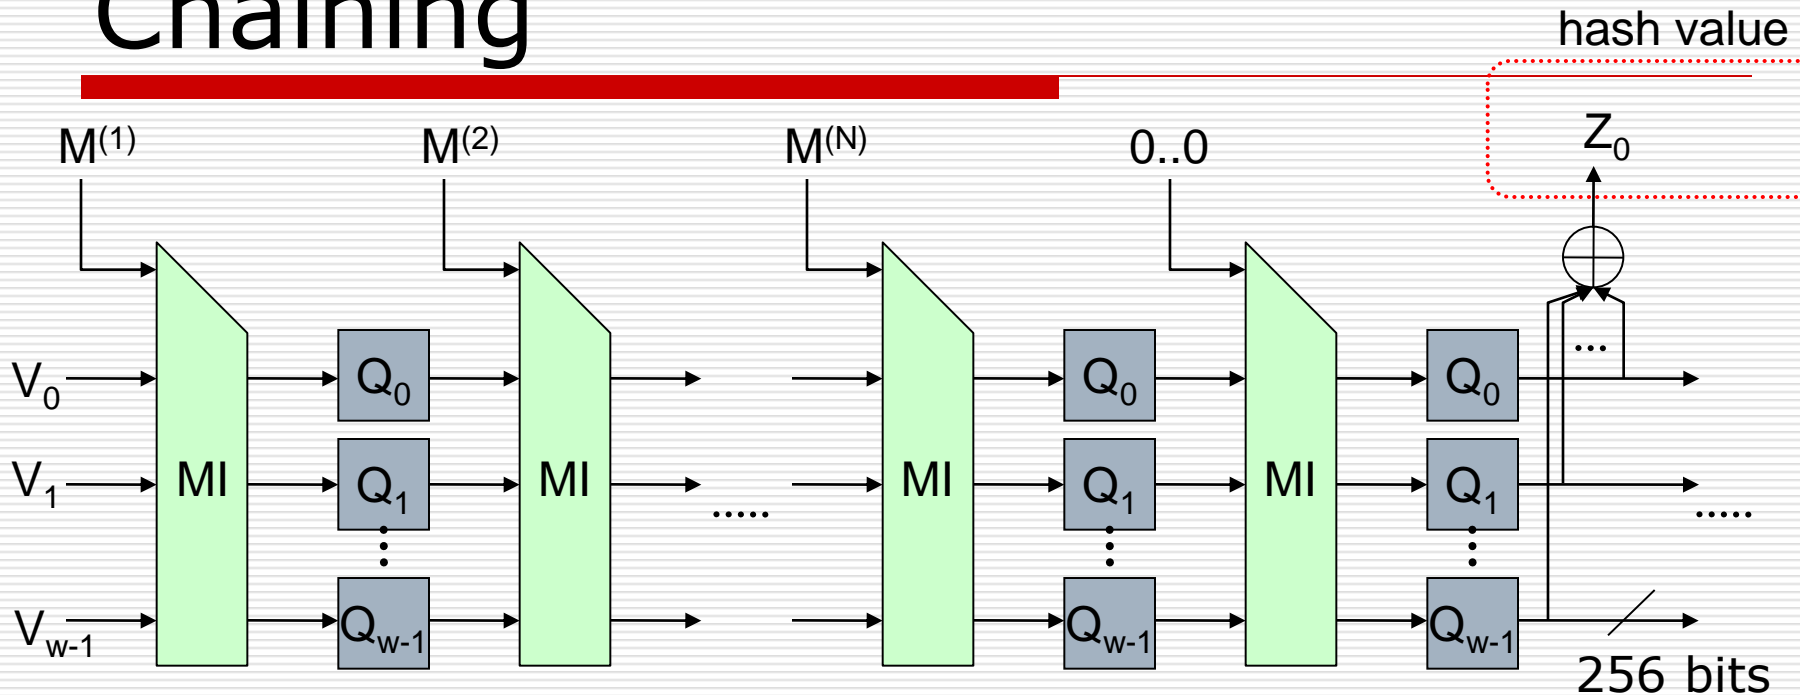 Chaining
hash value
M(1) M(2) M(N) 0..0 Z0
V0 Q0 Q0 Q0
...
V1 MI Q1 MI MI Q1 MI Q1
..... .....
Vw-1 Qw-1 Qw-1 Qw-1
256 bits